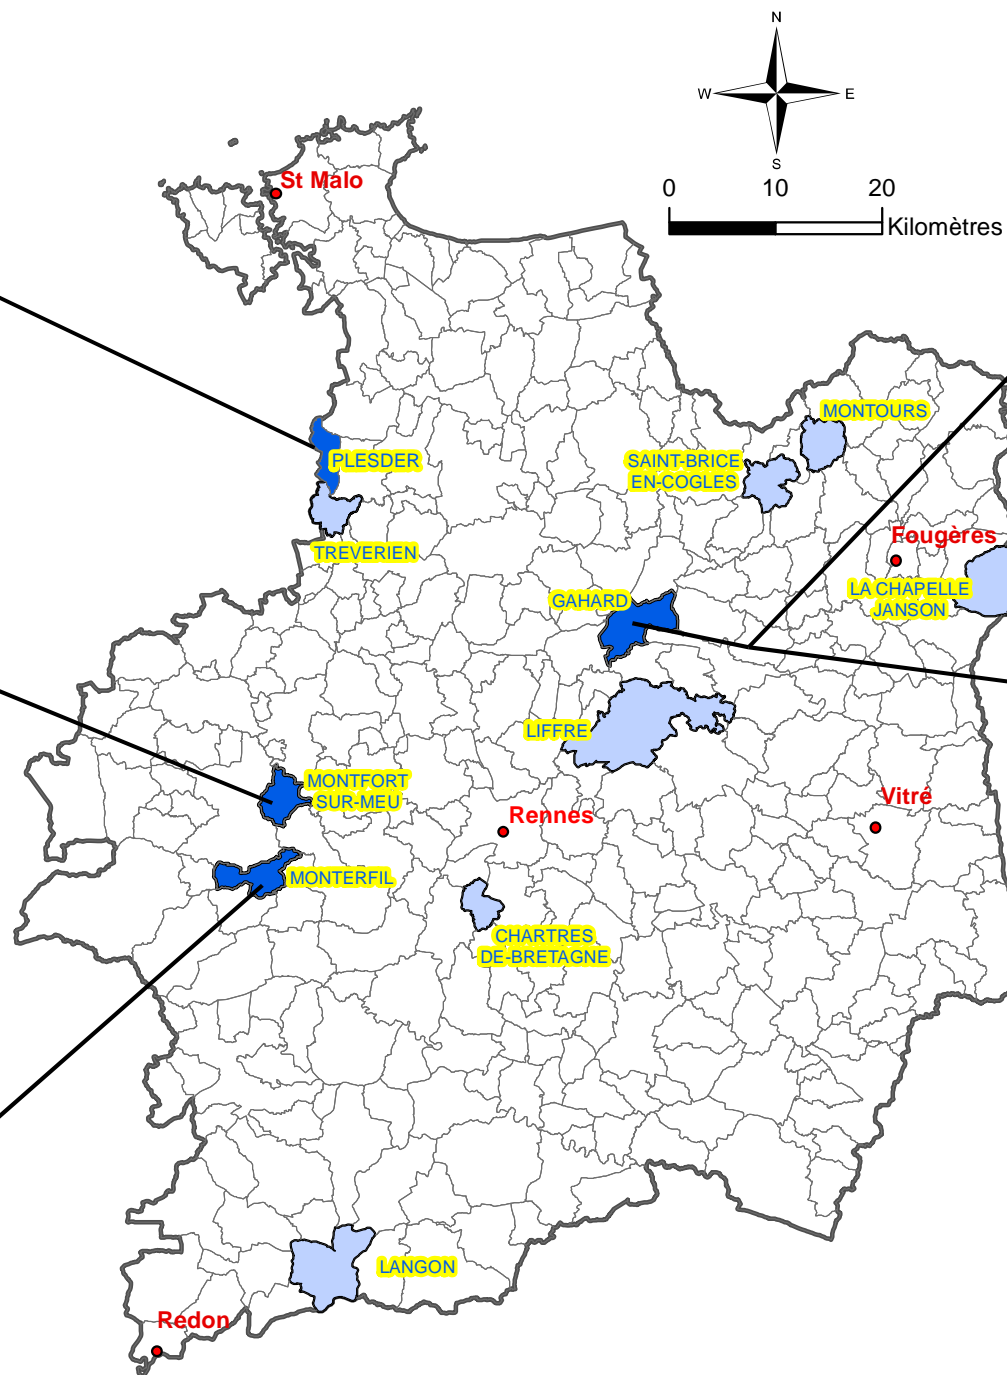 N
W
E
S
0 10 20
Kilomètres
St Malo
MONTOURS
SAINT-BRICE
EN-COGLES
PLESDER
TREVERIEN
Fougères
LA CHAPELLE
JANSON
GAHARD
LIFFRE
MONTFORT
SUR-MEU
Vitré
Rennes
MONTERFIL
CHARTRES
DE-BRETAGNE
LANGON
Redon